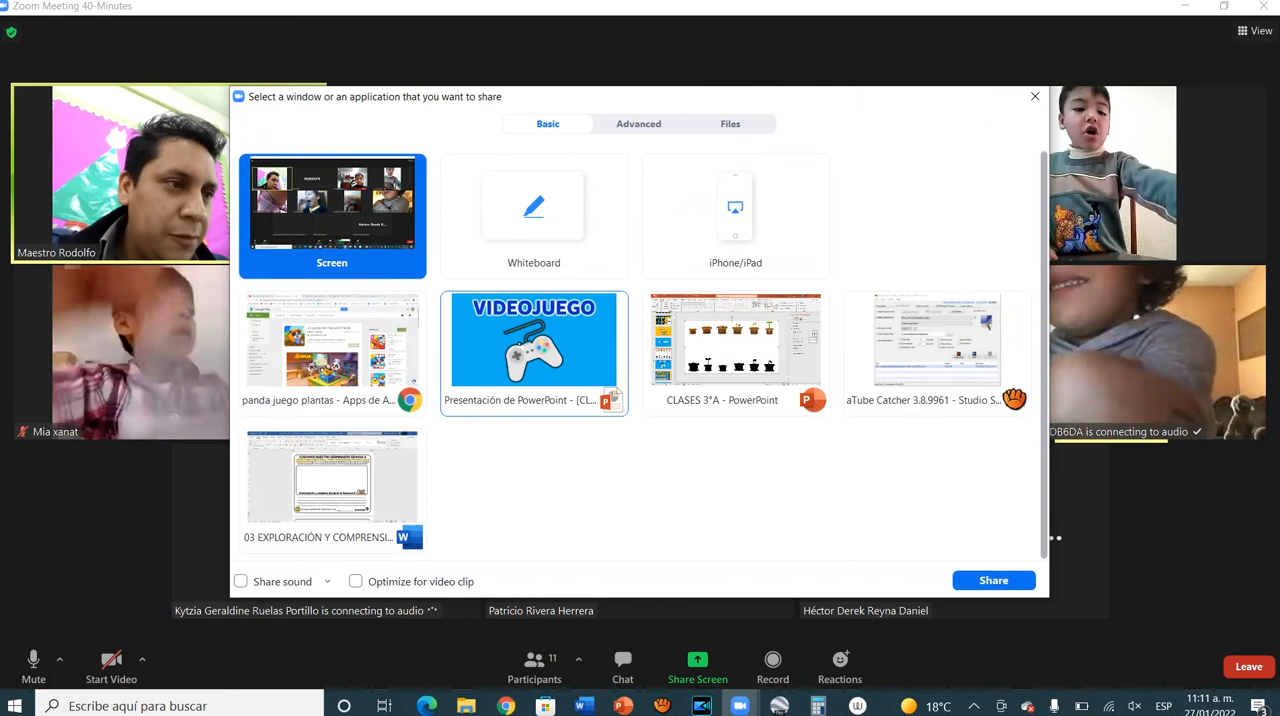 Zoom Meeting 40-Minutes
View
Select a window or an application that you want to share
Basic
Advanced
Files
Maestro Rodolfo
Screen
Whiteboard
iPhone/iPad
VIDEOJUEGO
panda juego plantas - Apps de A...
Presentación de PowerPoint - [CL...
CLASES 3°A - PowerPoint
aTube Catcher 3.8.9961 - Studio S...
Mia xanat
DB6DA is connecting to audio
03 EXPLORACIÓN Y COMPRENSI...
Share sound
Optimize for video clip
Share
Kytzia Geraldine Ruelas Portillo is connecting to audio
Patricio Rivera Herrera
Héctor Derek Reyna Daniel
Mute
Start Video
11
Participants
Chat
Share Screen
Record
Reactions
Leave
Escribe aquí para buscar
18°C
ESP
11:11 a. m.
27/01/2022
3